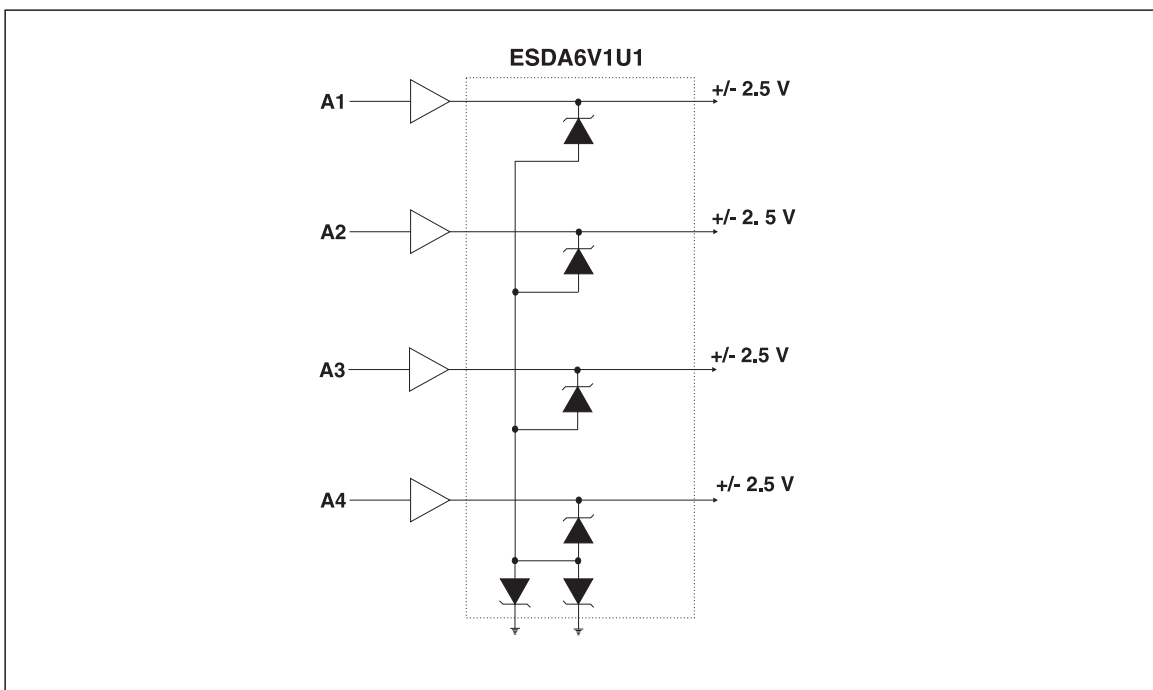 ESDA6V1U1
A1 +/- 2.5 V
A2 +/- 2. 5 V
A3 +/- 2.5 V
A4 +/- 2.5 V